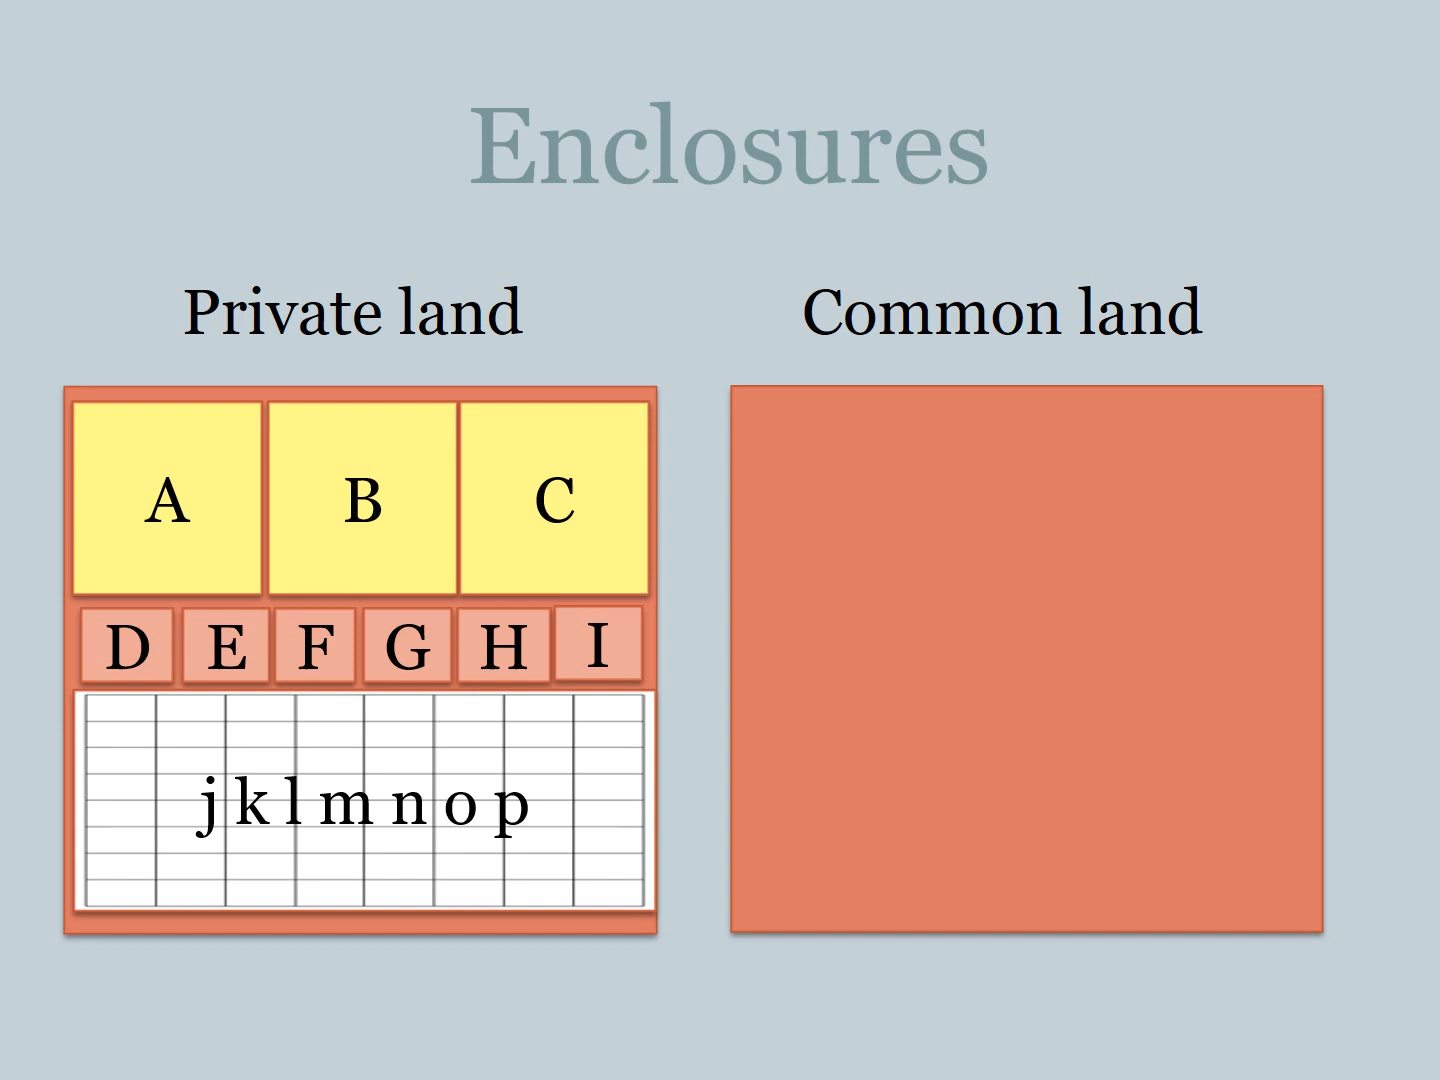 Enclosures
Private land
Common land
A B C
D E F G H I
j k l m n o p